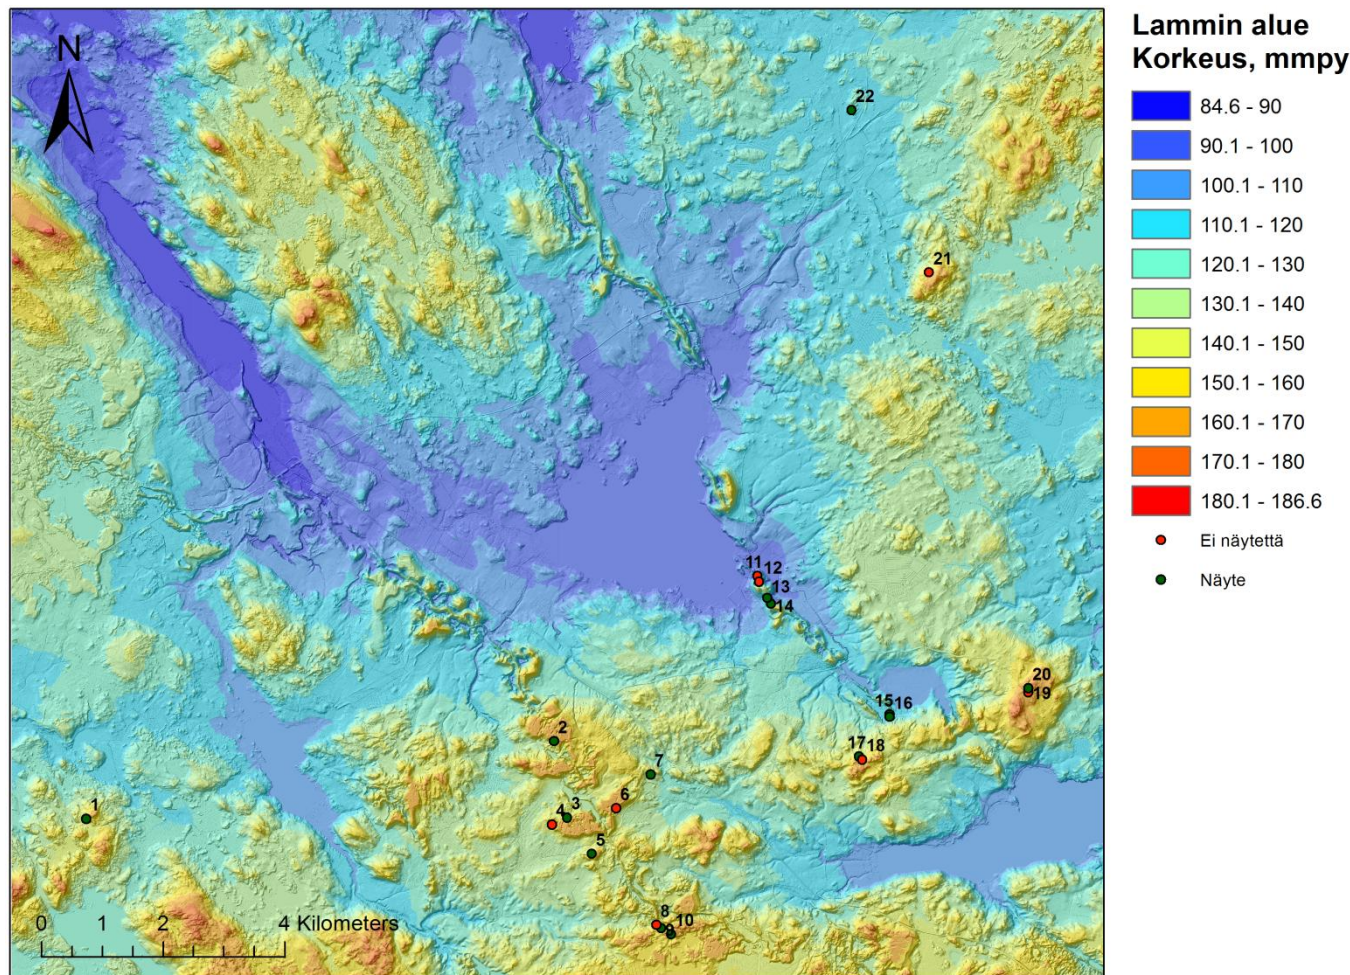 N
22
21
11
12
13
14
20
19
15
16
17
18
2
7
6
1
4
3
5
8
9
10
0
2
4 Kilometers
Lammin alue
Korkeus, mmpy
84.6 - 90
90.1 - 100
100.1 - 110
110.1 - 120
120.1 - 130
130.1 - 140
140.1 - 150
150.1 - 160
160.1 - 170
170.1 - 180
180.1 - 186.6
Ei näytettä
Näyte